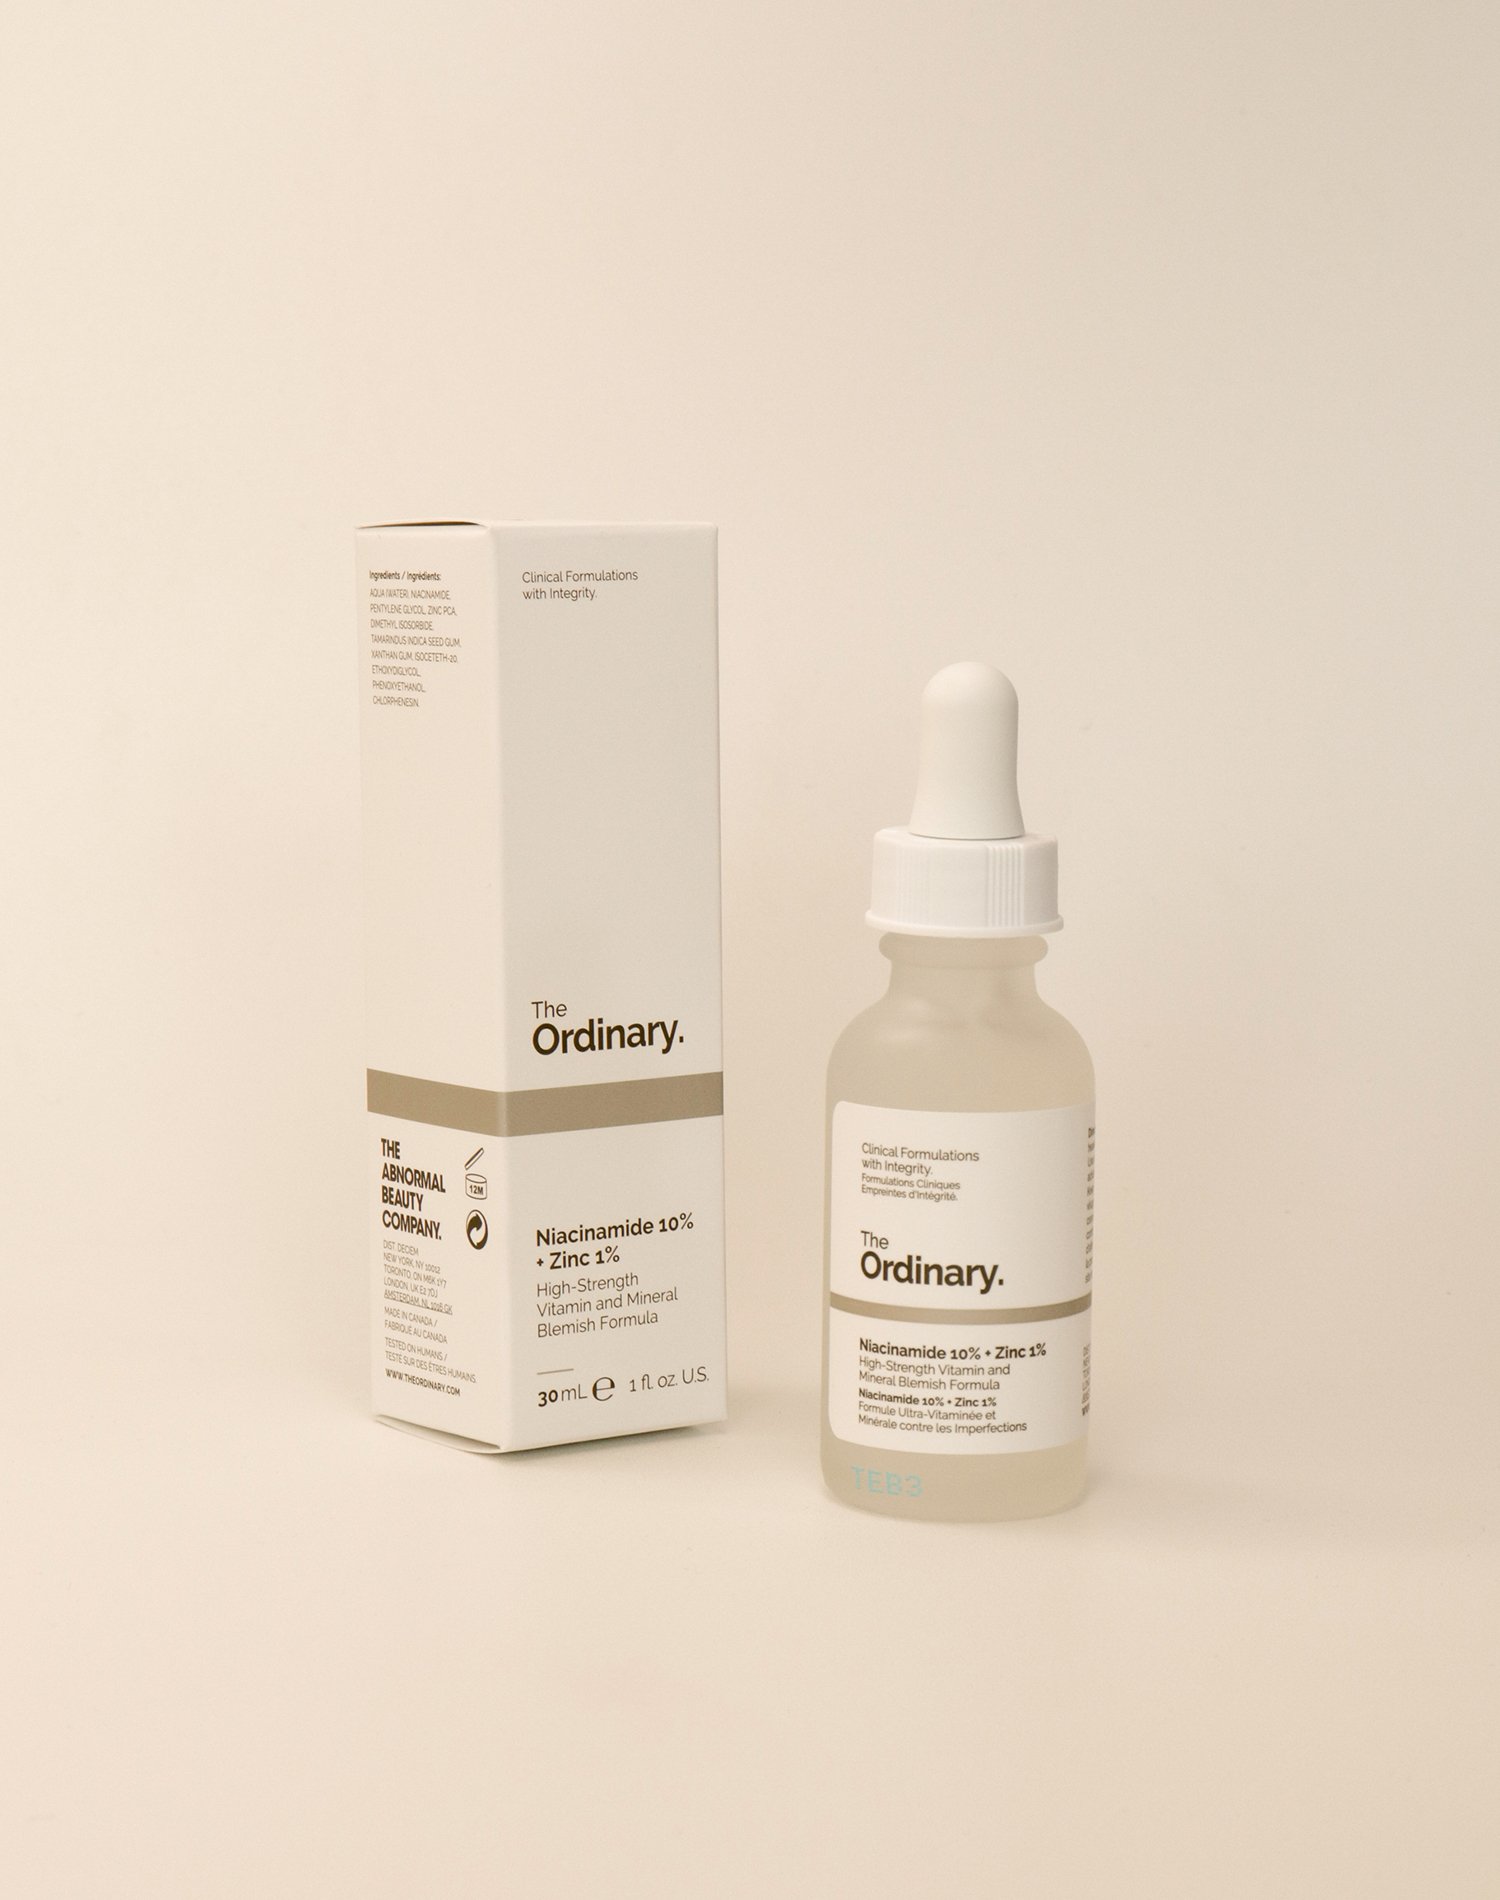 Ingredients / Ingrédients:
AQUA (WATER), NIACINAMIDE,
PENTYLENE GLYCOL, ZINC PCA,
DIMETHYL ISOSORBIDE,
TAMARINDUS INDICA SEED GUM,
XANTHAN GUM, ISOCETETH-20,
ETHOXYDIGLYCOL,
PHENOXYETHANOL,
CHLORPHENESIN.
THE
ABNORMAL
BEAUTY
COMPANY.
12M
DIST. DECIEM
NEW YORK, NY 10012
TORONTO, ON M6K 1Y7
LONDON, UK E2 7DJ
AMSTERDAM, NL 1016 GK
MADE IN CANADA /
FABRIQUÉ AU CANADA
TESTED ON HUMANS /
TESTÉ SUR DES ÊTRES HUMAINS.
WWW.THEORDINARY.COM
Clinical Formulations
with Integrity.
The
Ordinary.
Niacinamide 10%
+ Zinc 1%
High-Strength
Vitamin and Mineral
Blemish Formula
30 mL e 1 fl. oz. U.S.
Clinical Formulations
with Integrity.
Formulations Cliniques
Empreintes d'Intégrité.
The
Ordinary.
Niacinamide 10% + Zinc 1%
High-Strength Vitamin and
Mineral Blemish Formula
Niacinamide 10% + Zinc 1%
Formule Ultra-Vitaminée et
Minérale contre les Imperfections
TEB3